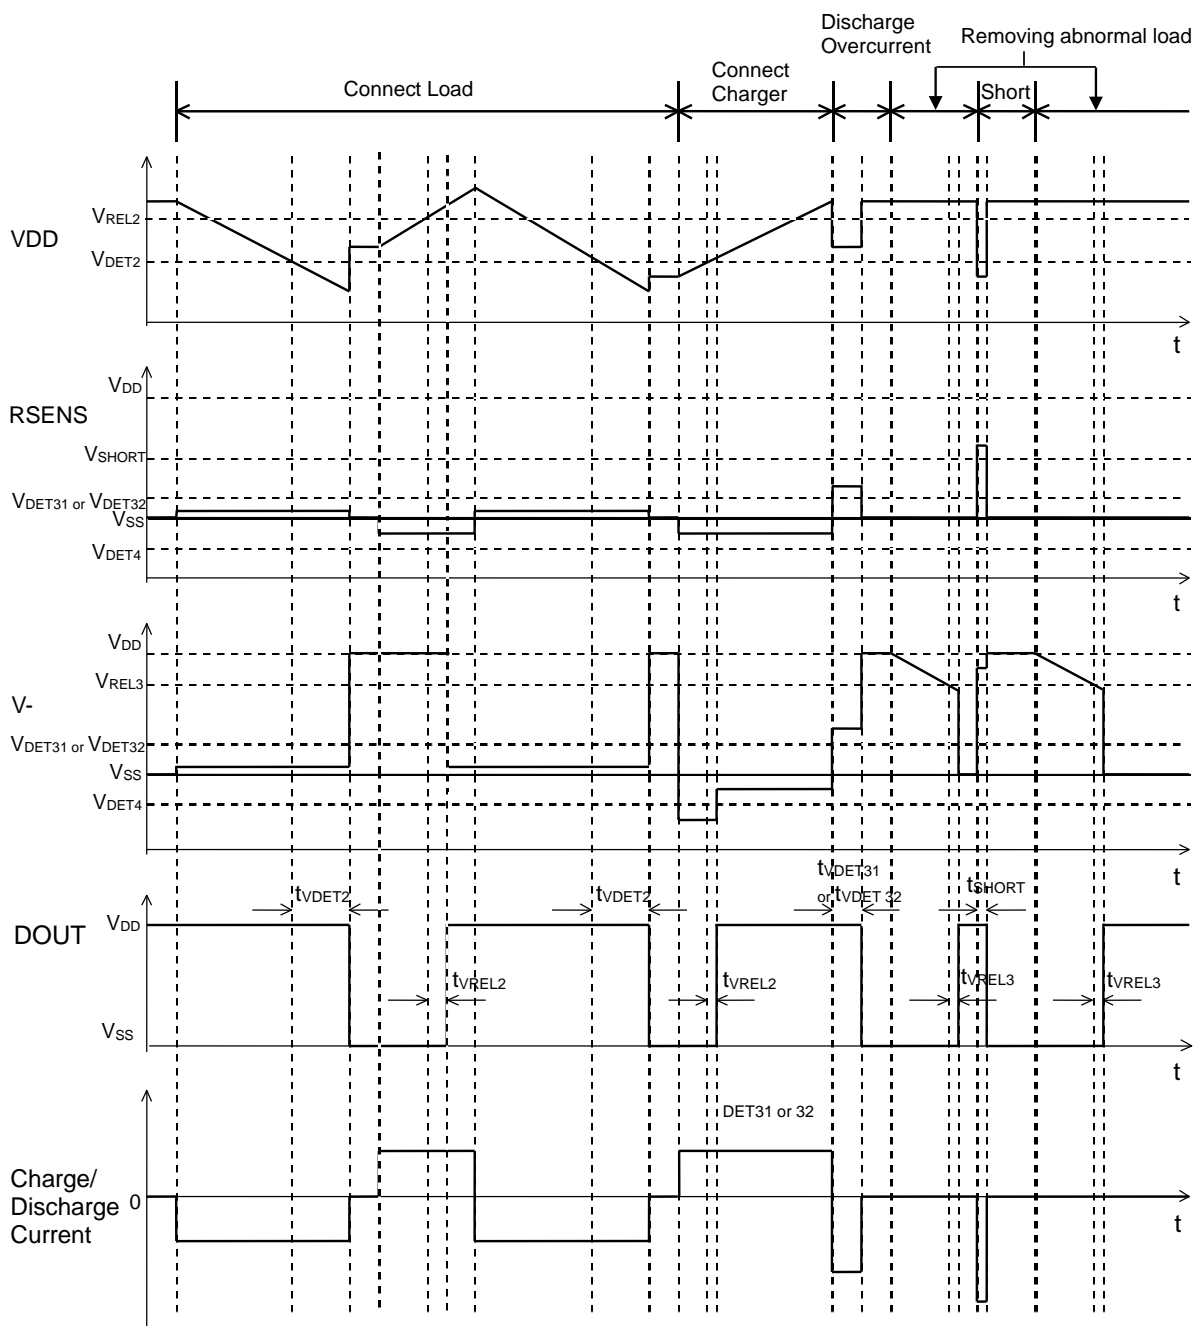 Discharge
Overcurrent
Removing abnormal load
Connect Load
Connect
Charger
Short
VREL2
VDD
VDET2
t
VDD
RSENS
VSHORT
VDET31 or VDET32
VSS
VDET4
t
VDD
VREL3
V-
VDET31 or VDET32
VSS
VDET4
t
tVDET2
tVDET2
tVDET31
or tVDET 32
tSHORT
VDD
DOUT
tVREL2
tVREL2
tVREL3
tVREL3
VSS
t
DET31 or 32
Charge/
Discharge
Current
0
t